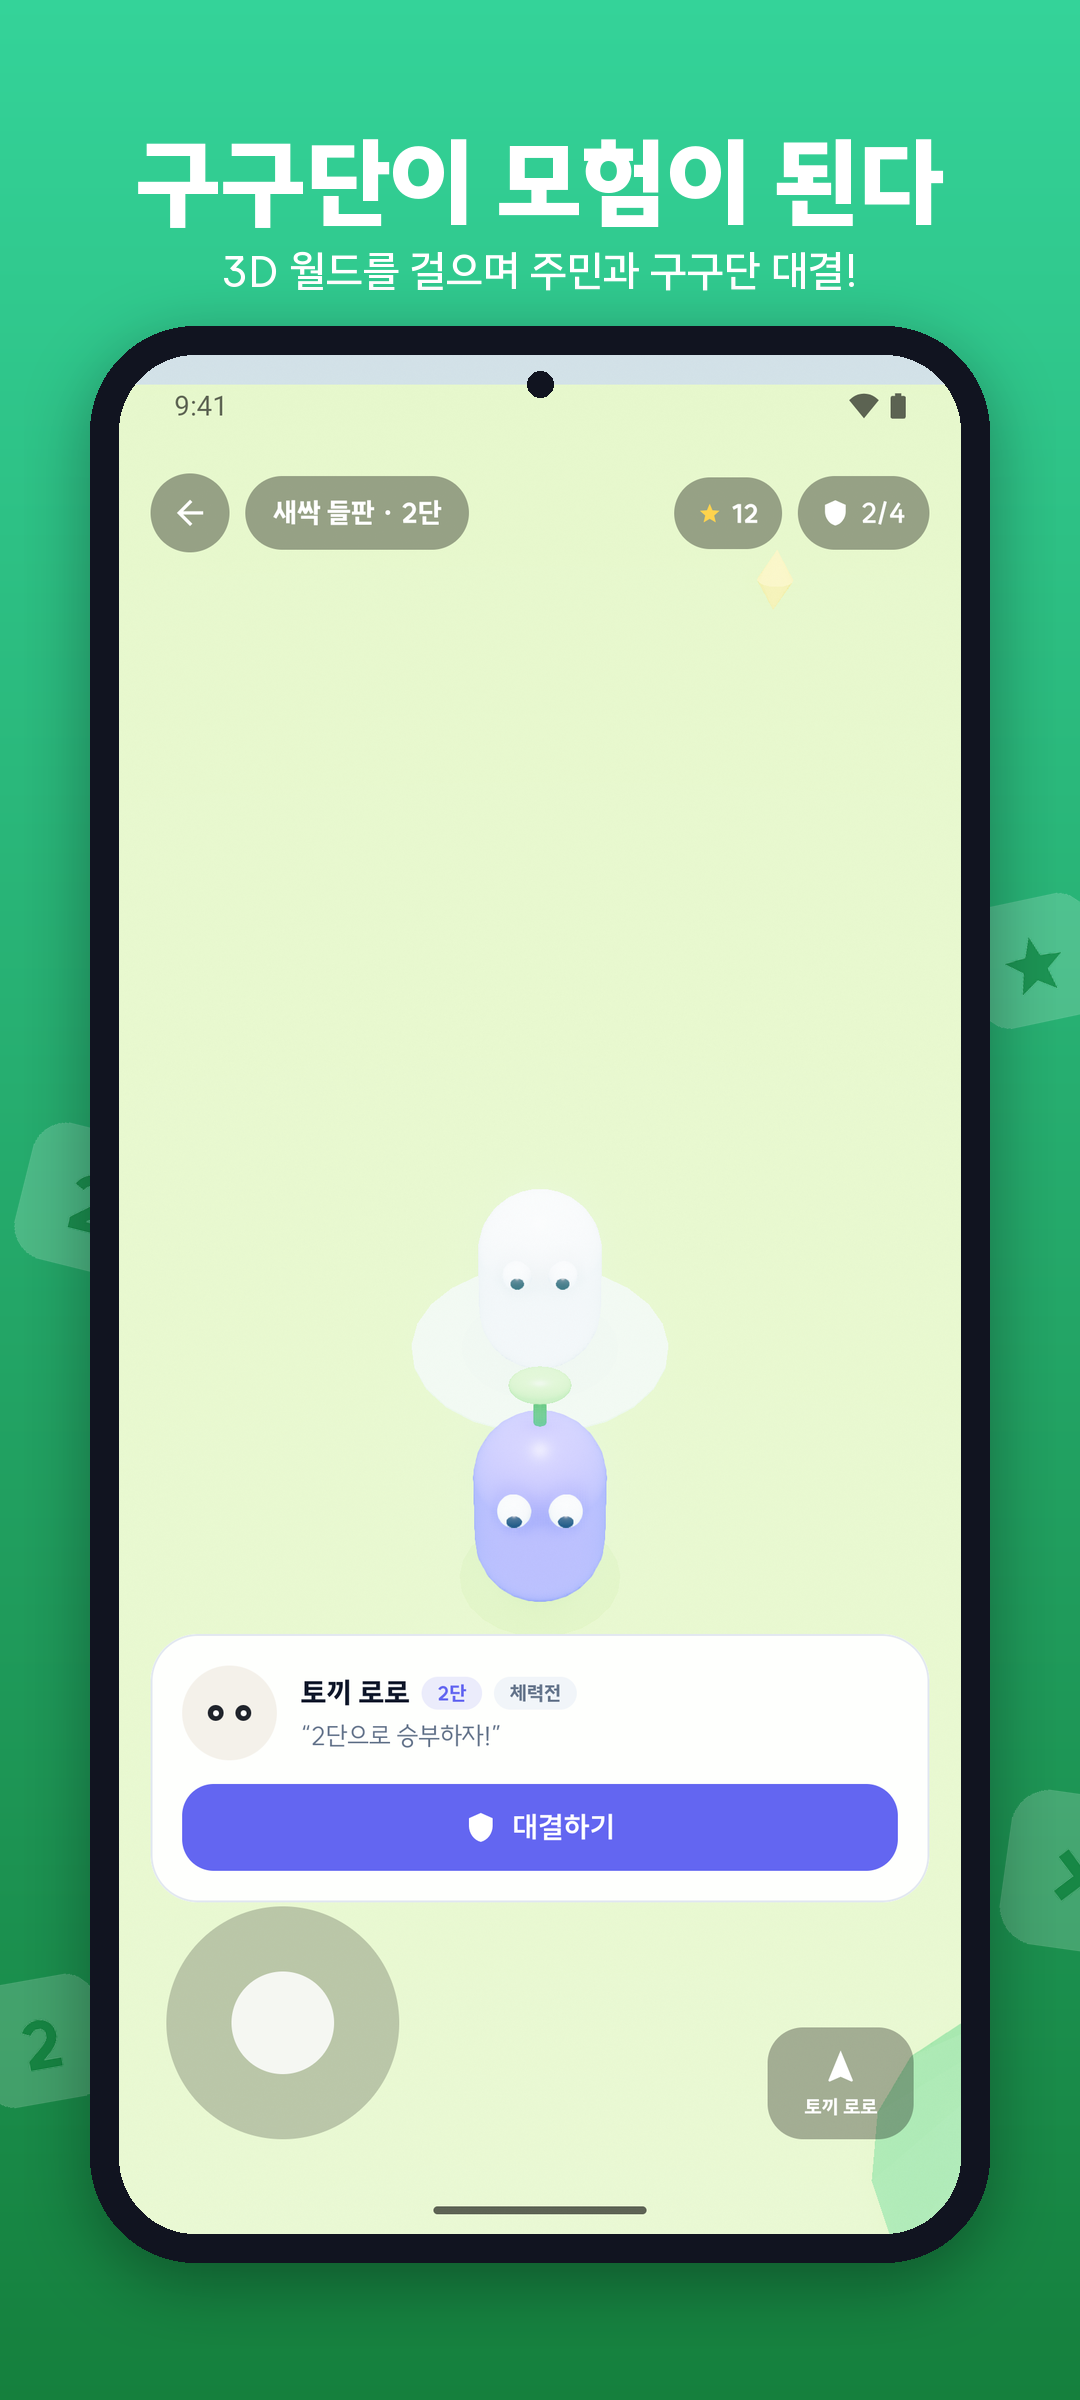 구구단이 모험이 된다
3D 월드를 걸으며 주민과 구구단 대결!
9:41
새싹 들판 · 2단
12
2/4
2
토끼 로로 2단 체력전
“2단으로 승부하자!”
대결하기
2
토끼 로로